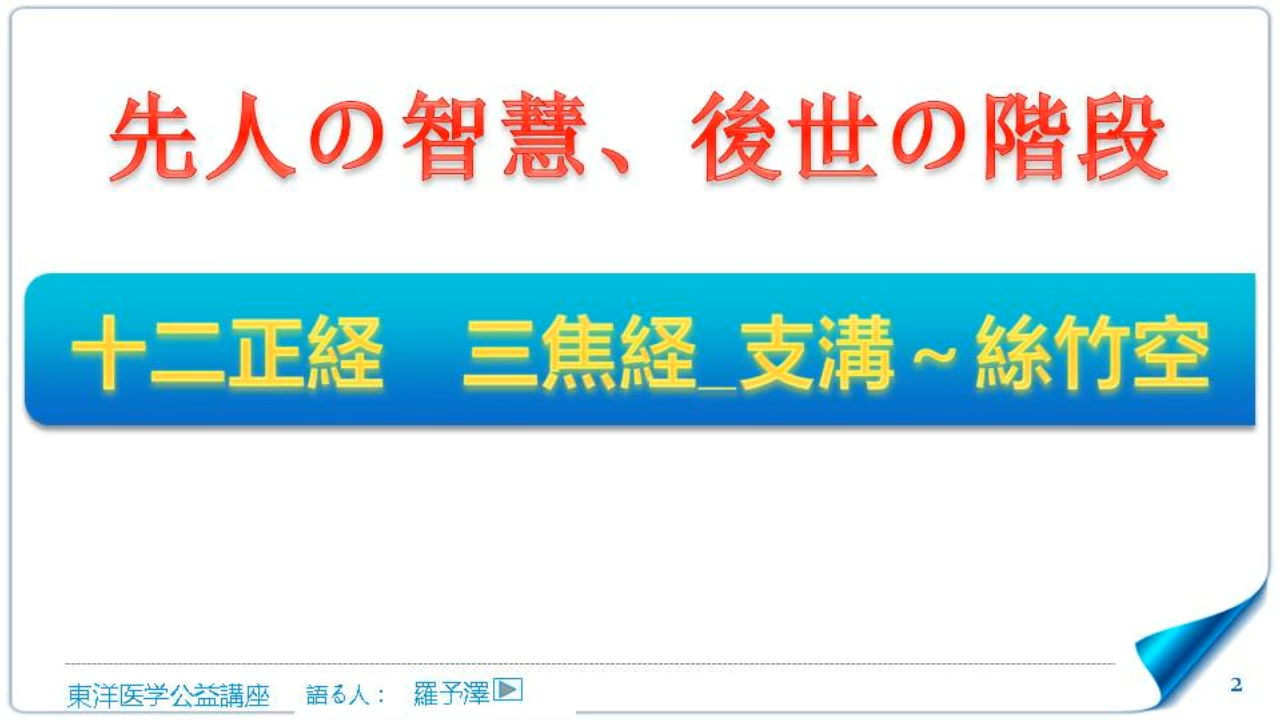 先人の智慧、後世の階段
十二正経　三焦経_支溝～絲竹空
東洋医学公益講座　語る人：　羅予澤
2